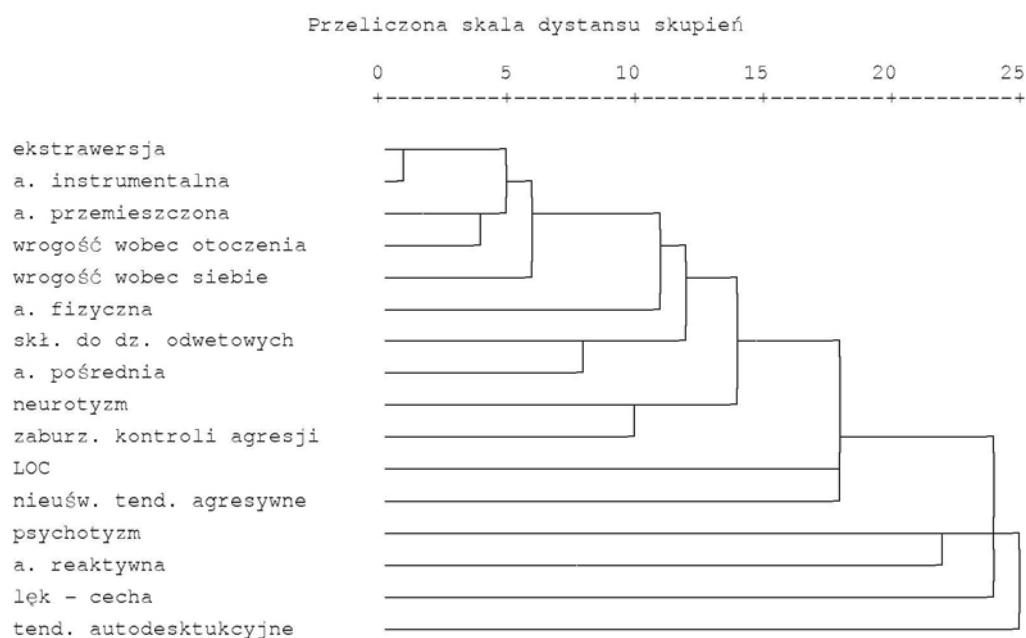 Przeliczona skala dystansu skupień
0 5 10 15 20 25
ekstrawersja
a. instrumentalna
a. przemieszczona
wrogość wobec otoczenia
wrogość wobec siebie
a. fizyczna
skł. do dz. odwetowych
a. pośrednia
neurotyzm
zaburz. kontroli agresji
LOC
nieuśw. tend. agresywne
psychotyzm
a. reaktywna
lęk – cecha
tend. autodesktukcyjne